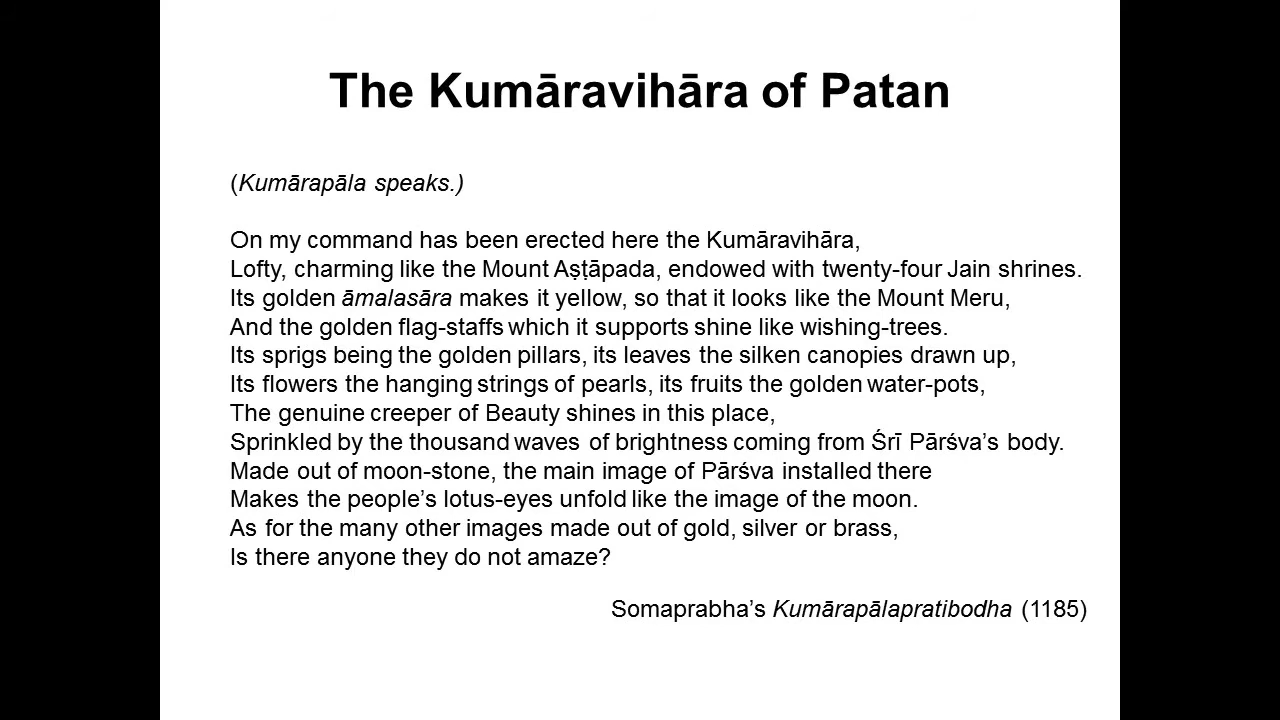 The Kumāravihāra of Patan
(Kumārapāla speaks.)
On my command has been erected here the Kumāravihāra,
Lofty, charming like the Mount Aṣṭāpada, endowed with twenty-four Jain shrines.
Its golden āmalasāra makes it yellow, so that it looks like the Mount Meru,
And the golden flag-staffs which it supports shine like wishing-trees.
Its sprigs being the golden pillars, its leaves the silken canopies drawn up,
Its flowers the hanging strings of pearls, its fruits the golden water-pots,
The genuine creeper of Beauty shines in this place,
Sprinkled by the thousand waves of brightness coming from Śrī Pārśva’s body.
Made out of moon-stone, the main image of Pārśva installed there
Makes the people’s lotus-eyes unfold like the image of the moon.
As for the many other images made out of gold, silver or brass,
Is there anyone they do not amaze?
Somaprabha’s Kumārapālapratibodha (1185)